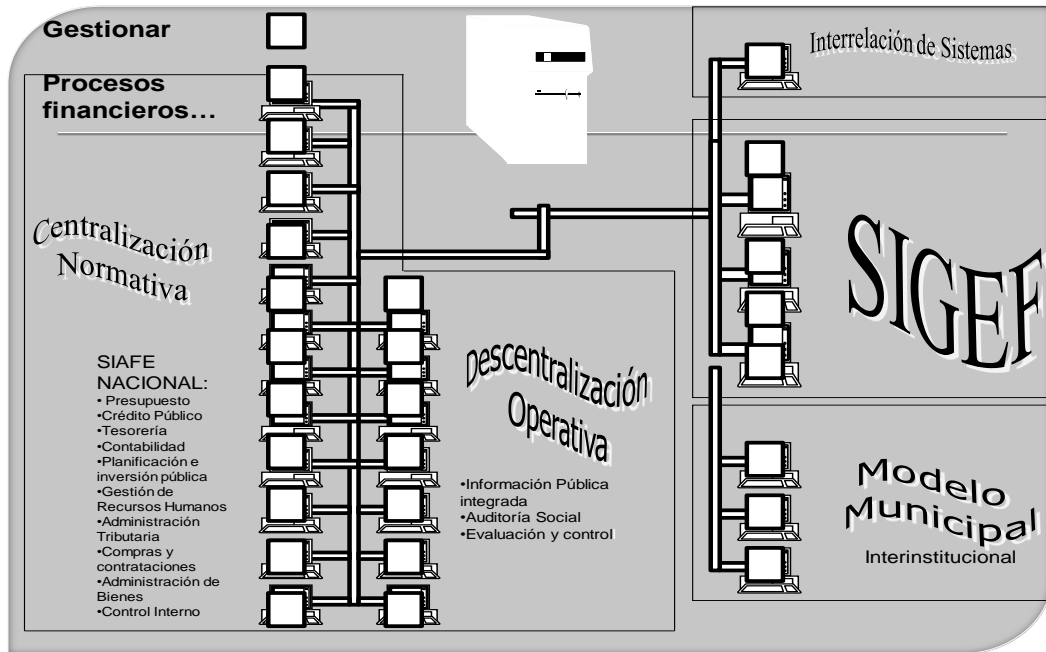 Gestionar
Procesos
financieros...
Centralización
Normativa
SIAFE
NACIONAL:
• Presupuesto
•Crédito Público
•Tesorería
•Contabilidad
•Planificación e
inversión pública
•Gestión de
Recursos Humanos
•Administración
Tributaria
•Compras y
contrataciones
•Administración de
Bienes
•Control Interno
Descentralización
Operativa
•Información Pública
integrada
•Auditoría Social
•Evaluación y control
Interrelación de Sistemas
SIGEF
Modelo
Municipal
Interinstitucional